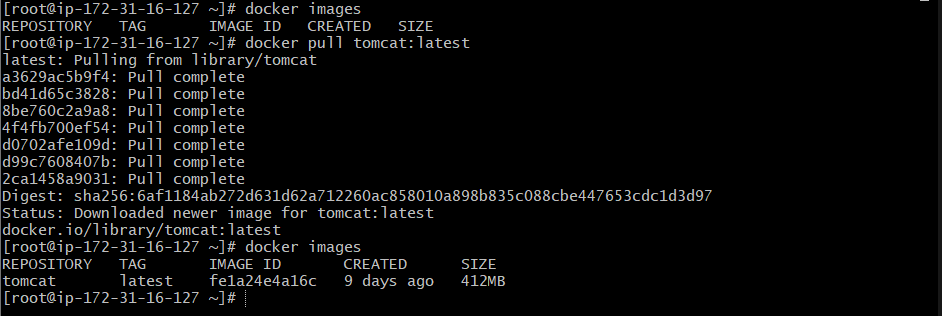 [root@ip-172-31-16-127 ~]# docker images
REPOSITORY   TAG       IMAGE ID   CREATED   SIZE
[root@ip-172-31-16-127 ~]# docker pull tomcat:latest
latest: Pulling from library/tomcat
a3629ac5b9f4: Pull complete
bd41d65c3828: Pull complete
8be760c2a9a8: Pull complete
4f4fb700ef54: Pull complete
d0702afe109d: Pull complete
d99c7608407b: Pull complete
2ca1458a9031: Pull complete
Digest: sha256:6af1184ab272d631d62a712260ac858010a898b835c088cbe447653cdc1d3d97
Status: Downloaded newer image for tomcat:latest
docker.io/library/tomcat:latest
[root@ip-172-31-16-127 ~]# docker images
REPOSITORY   TAG       IMAGE ID       CREATED      SIZE
tomcat       latest    fe1a24e4a16c   9 days ago   412MB
[root@ip-172-31-16-127 ~]#